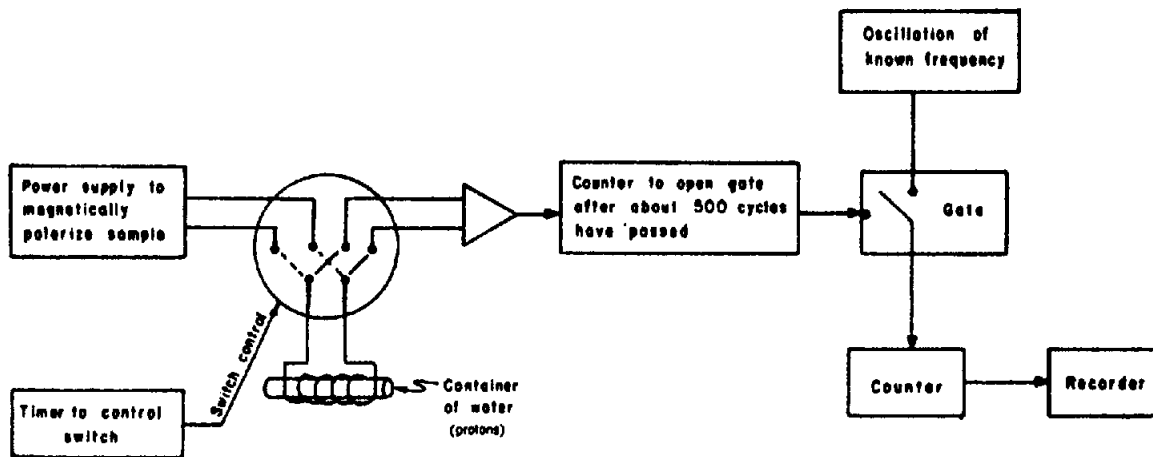 Oscillation of
known frequency
Power supply to
magnetically
polerize sample
Counter to open gate
after about 500 cycles
have passed
Gate
Switch control
Container
of water
(protons)
Timer to control
switch
Counter
Recorder